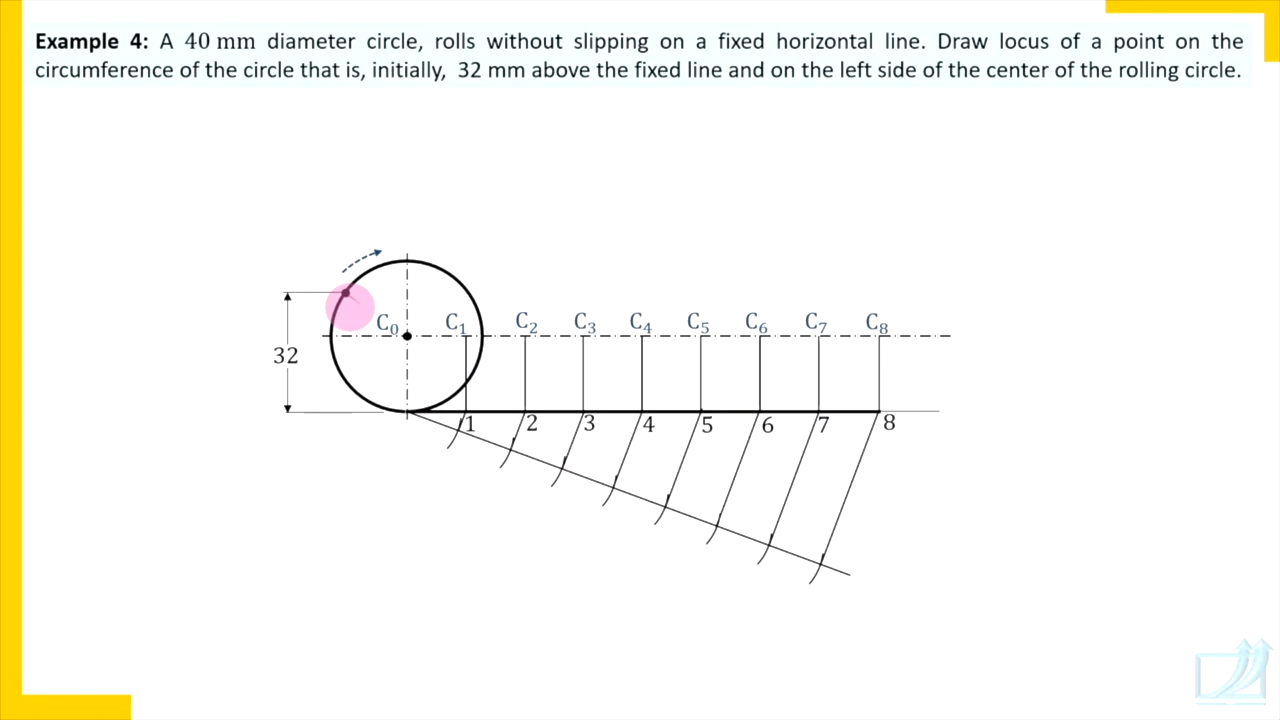 Example 4: A 40 mm diameter circle, rolls without slipping on a fixed horizontal line. Draw locus of a point on the
circumference of the circle that is, initially, 32 mm above the fixed line and on the left side of the center of the rolling circle.
C₀ C₁ C₂ C₃ C₄ C₅ C₆ C₇ C₈
32
1 2 3 4 5 6 7 8